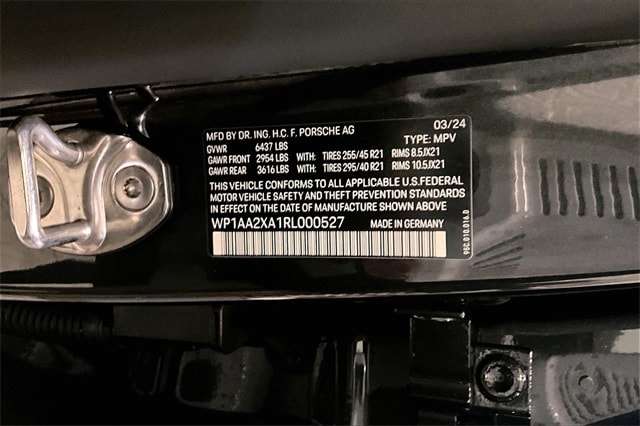 MFD BY DR. ING. H.C. F. PORSCHE AG 03/24
GVWR 6437 LBS TYPE: MPV
GAWR FRONT 2954 LBS WITH: TIRES 255/45 R21 RIMS 8.5JX21
GAWR REAR 3616 LBS WITH: TIRES 295/40 R21 RIMS 10.5JX21
THIS VEHICLE CONFORMS TO ALL APPLICABLE U.S.FEDERAL
MOTOR VEHICLE SAFETY AND THEFT PREVENTION STANDARDS
IN EFFECT ON THE DATE OF MANUFACTURE SHOWN ABOVE
WP1AA2XA1RL000527 MADE IN GERMANY
95C.010.016.D